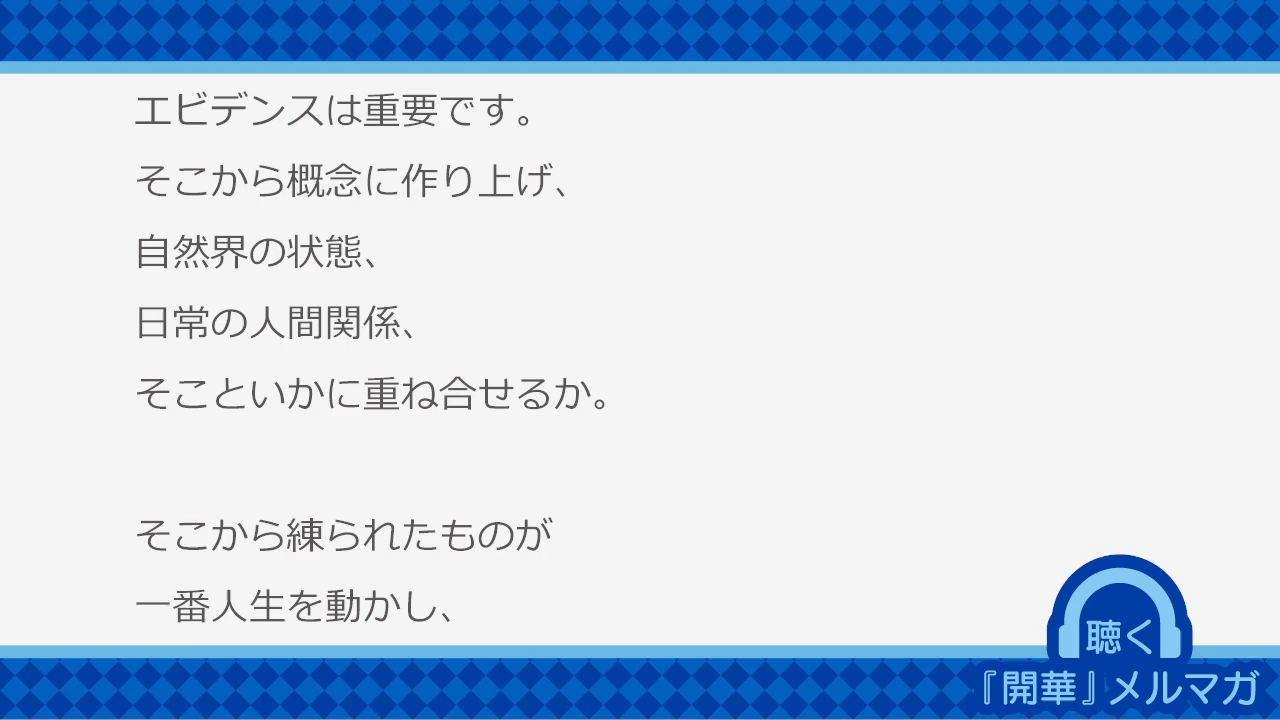 エビデンスは重要です。
そこから概念に作り上げ、
自然界の状態、
日常の人間関係、
そこといかに重ね合せるか。
そこから練られたものが
一番人生を動かし、
聴く
『開華』メルマガ